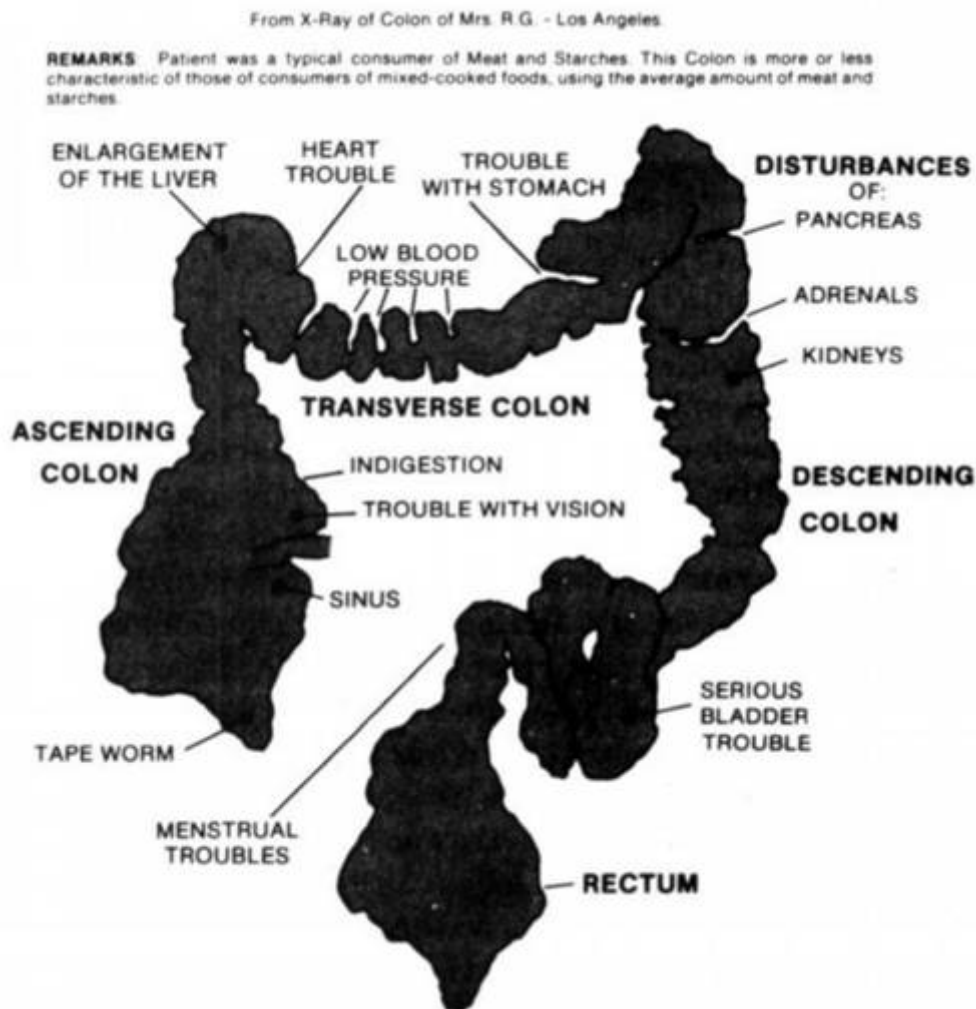 From X-Ray of Colon of Mrs. R.G. - Los Angeles
REMARKS Patient was a typical consumer of Meat and Starches. This Colon is more or less
characteristic of those of consumers of mixed-cooked foods, using the average amount of meat and
starches.
ENLARGEMENT
OF THE LIVER
HEART
TROUBLE
TROUBLE
WITH STOMACH
DISTURBANCES
OF:
PANCREAS
LOW BLOOD
PRESSURE
ADRENALS
KIDNEYS
TRANSVERSE COLON
ASCENDING
COLON
INDIGESTION
TROUBLE WITH VISION
DESCENDING
COLON
SINUS
TAPE WORM
SERIOUS
BLADDER
TROUBLE
MENSTRUAL
TROUBLES
RECTUM